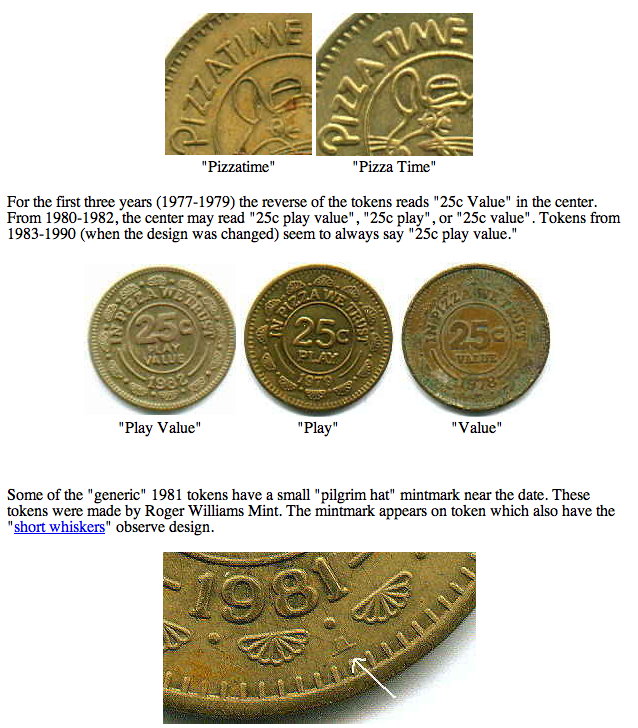 PIZZATIME
PIZZA TIME
"Pizzatime"
"Pizza Time"
For the first three years (1977-1979) the reverse of the tokens reads "25c Value" in the center.
From 1980-1982, the center may read "25c play value", "25c play", or "25c value". Tokens from
1983-1990 (when the design was changed) seem to always say "25c play value."
IN PIZZA WE TRUST
25c
PLAY
VALUE
1982
IN PIZZA WE TRUST
25c
PLAY
1979
IN PIZZA WE TRUST
25c
VALUE
1978
"Play Value"
"Play"
"Value"
Some of the "generic" 1981 tokens have a small "pilgrim hat" mintmark near the date. These
tokens were made by Roger Williams Mint. The mintmark appears on token which also have the
"short whiskers" observe design.
1981